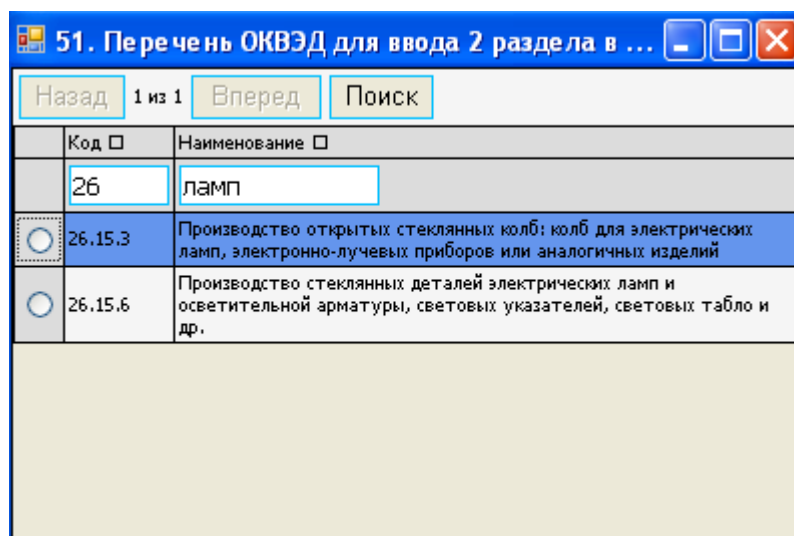 51. Перечень ОКВЭД для ввода 2 раздела в ...
Назад 1 из 1 Вперед Поиск
Код Наименование
26 ламп
26.15.3 Производство открытых стеклянных колб: колб для электрических
ламп, электронно-лучевых приборов или аналогичных изделий
Производство стеклянных деталей электрических ламп и
26.15.6 осветительной арматуры, световых указателей, световых табло и
др.